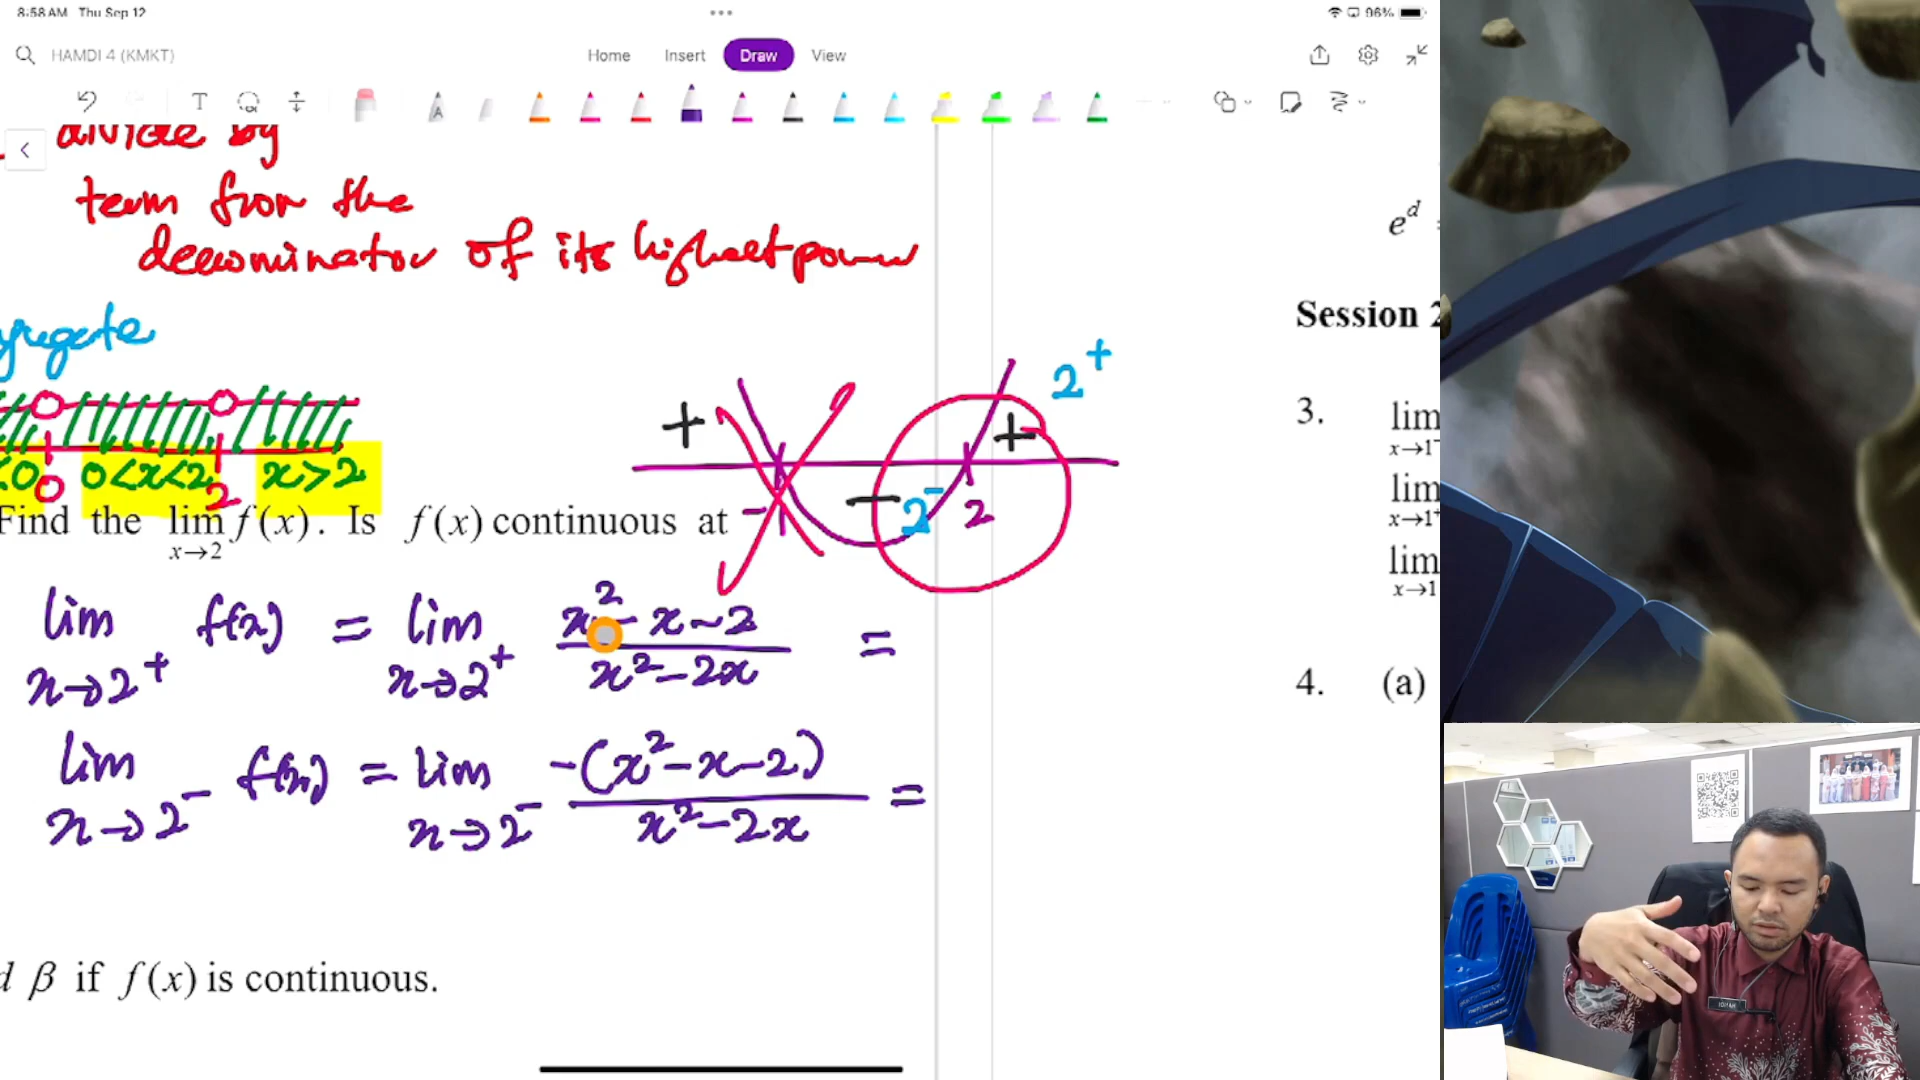 8:58 AM Thu Sep 12
96%
HAMDI 4 (KMKT)
Home Insert Draw View
divide by
term from the
denominator of its highest power
0<x<2 x>2
0 2
+ - + 2⁺
2⁻ 2
Find the lim f(x). Is f(x) continuous at
x→2
lim f(x) = lim x²-x-2 =
x→2⁺ x→2⁺ x²-2x
lim f(x) = lim -(x²-x-2) =
x→2⁻ x→2⁻ x²-2x
β if f(x) is continuous.
eᵈ
Session 2
3. lim
x→1⁻
lim
x→1⁺
lim
x→1
4. (a)
HAMDI